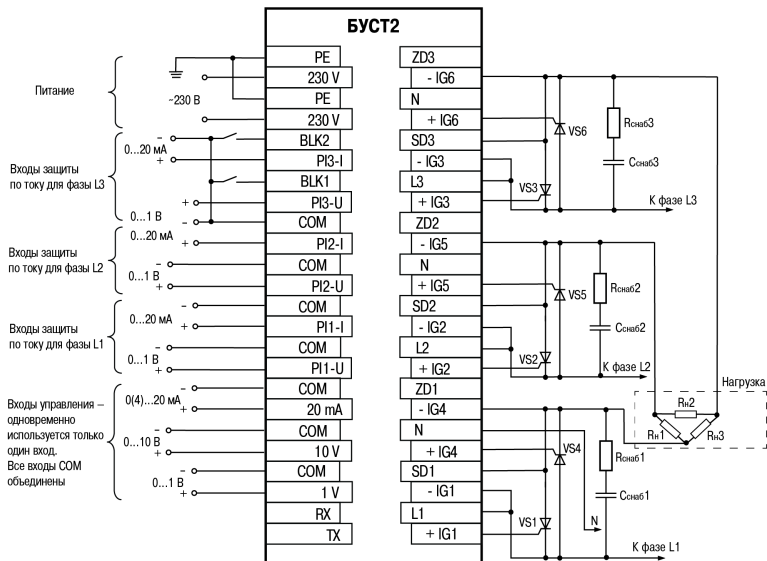 БУСТ2
PE
230 V
PE
230 V
BLK2
PI3-I
BLK1
PI3-U
COM
PI2-I
COM
PI2-U
COM
PI1-I
COM
PI1-U
COM
20 mA
COM
10 V
COM
1 V
RX
TX
ZD3
- IG6
N
+ IG6
SD3
- IG3
L3
+ IG3
ZD2
- IG5
N
+ IG5
SD2
- IG2
L2
+ IG2
ZD1
- IG4
N
+ IG4
SD1
- IG1
L1
+ IG1
Питание
~230 В
Входы защиты
по току для фазы L3
–
0...20 мА
+
+
0...1 В
–
Входы защиты
по току для фазы L2
0...20 мА
+
–
0...1 В
+
Входы защиты
по току для фазы L1
–
0...20 мА
+
–
0...1 В
+
Входы управления –
одновременно
используется только
один вход.
Все входы COM
объединены
–
0(4)...20 мА
+
–
0...10 В
+
–
0...1 В
+
VS6
Rснаб3
Cснаб3
VS3
К фазе L3
VS5
Rснаб2
Cснаб2
VS2
К фазе L2
Нагрузка
Rн2
Rн1
Rн3
VS4
Rснаб1
Cснаб1
VS1
N
К фазе L1